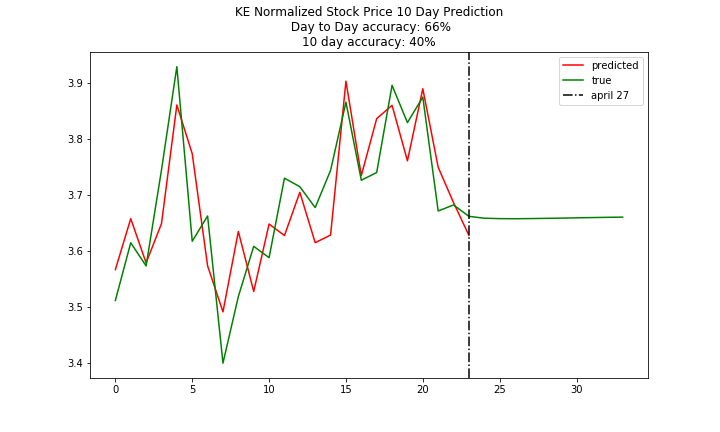 KE Normalized Stock Price 10 Day Prediction
Day to Day accuracy: 66%
10 day accuracy: 40%
predicted
true
april 27
3.9
3.8
3.7
3.6
3.5
3.4
0 5 10 15 20 25 30